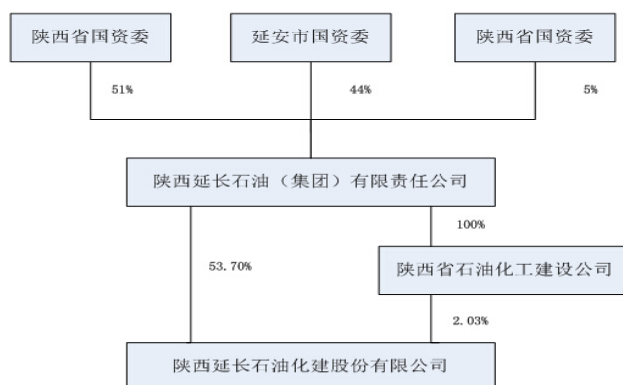 陕西省国资委
延安市国资委
陕西省国资委
51%
44%
5%
陕西延长石油（集团）有限责任公司
100%
53.70%
陕西省石油化工建设公司
2.03%
陕西延长石油化建股份有限公司